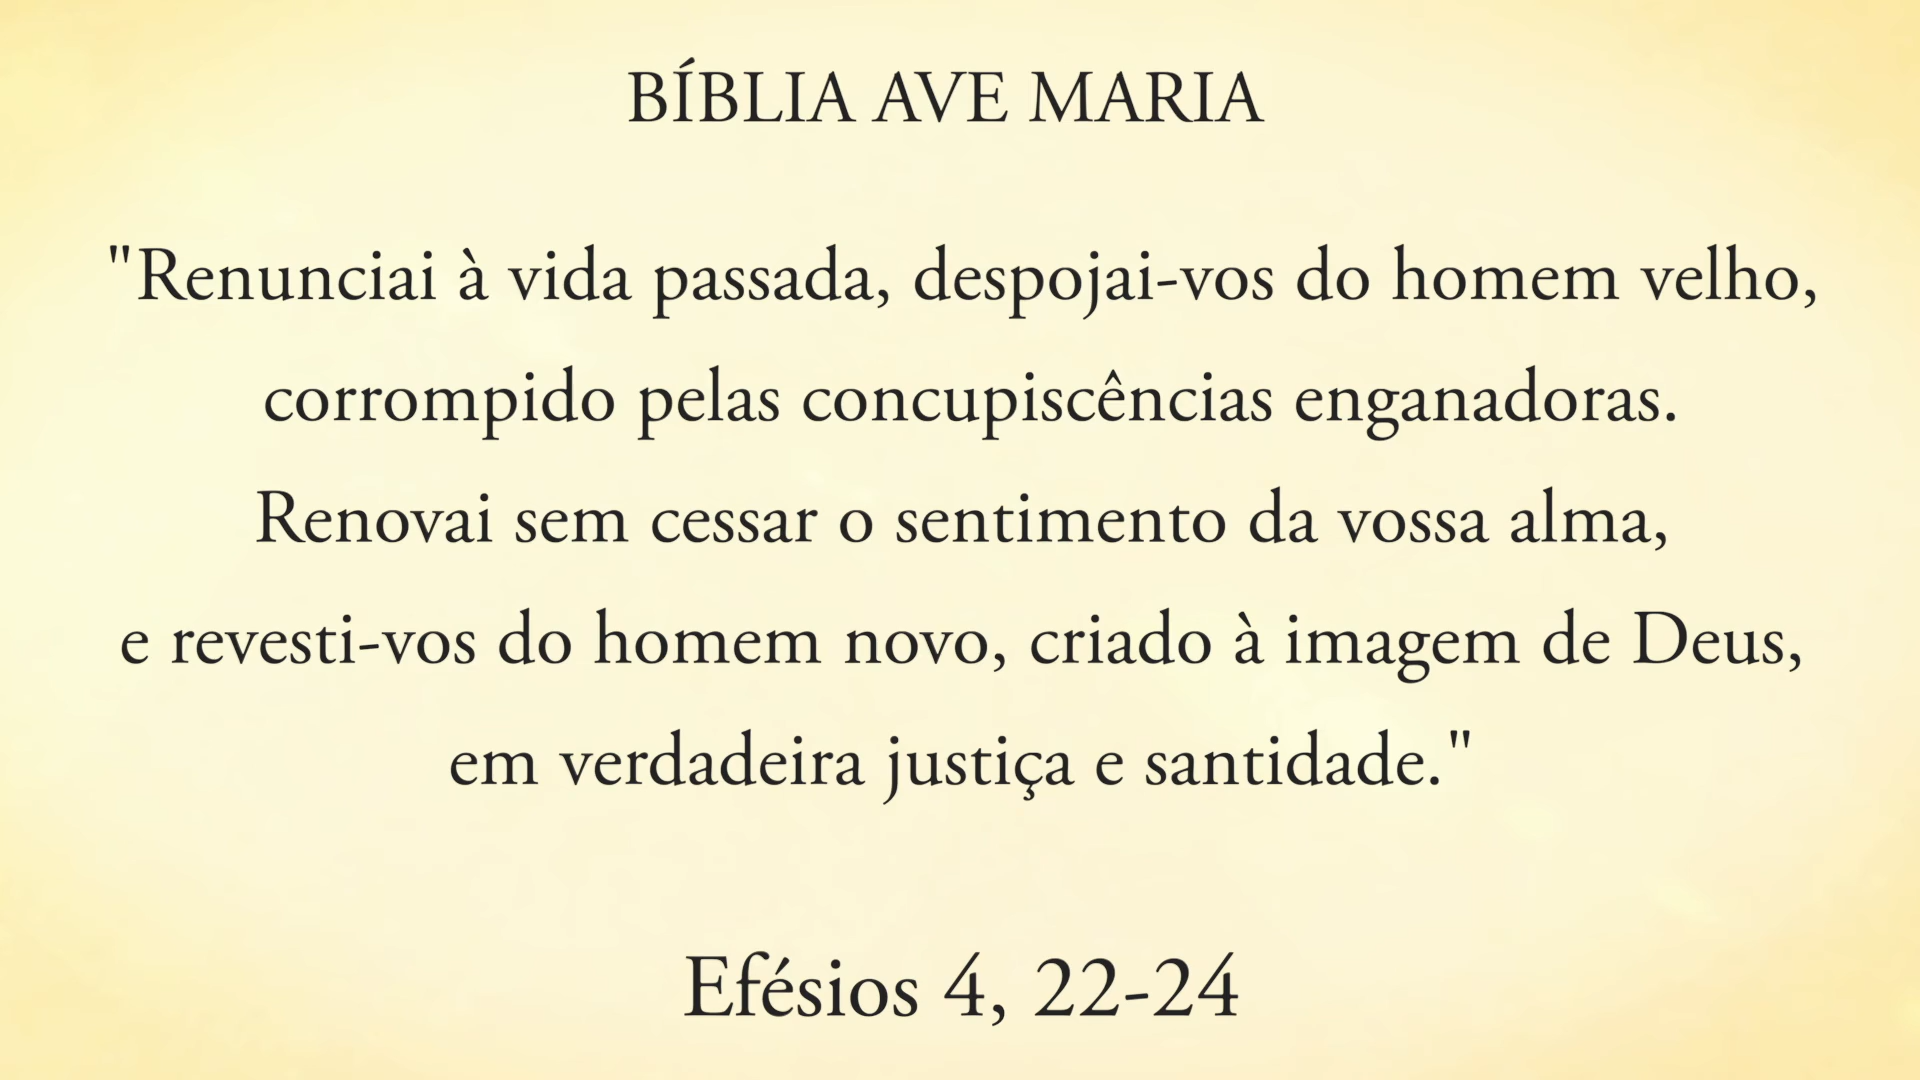 BÍBLIA AVE MARIA
"Renunciai à vida passada, despojai-vos do homem velho,
corrompido pelas concupiscências enganadoras.
Renovai sem cessar o sentimento da vossa alma,
e revesti-vos do homem novo, criado à imagem de Deus,
em verdadeira justiça e santidade."
Efésios 4, 22-24